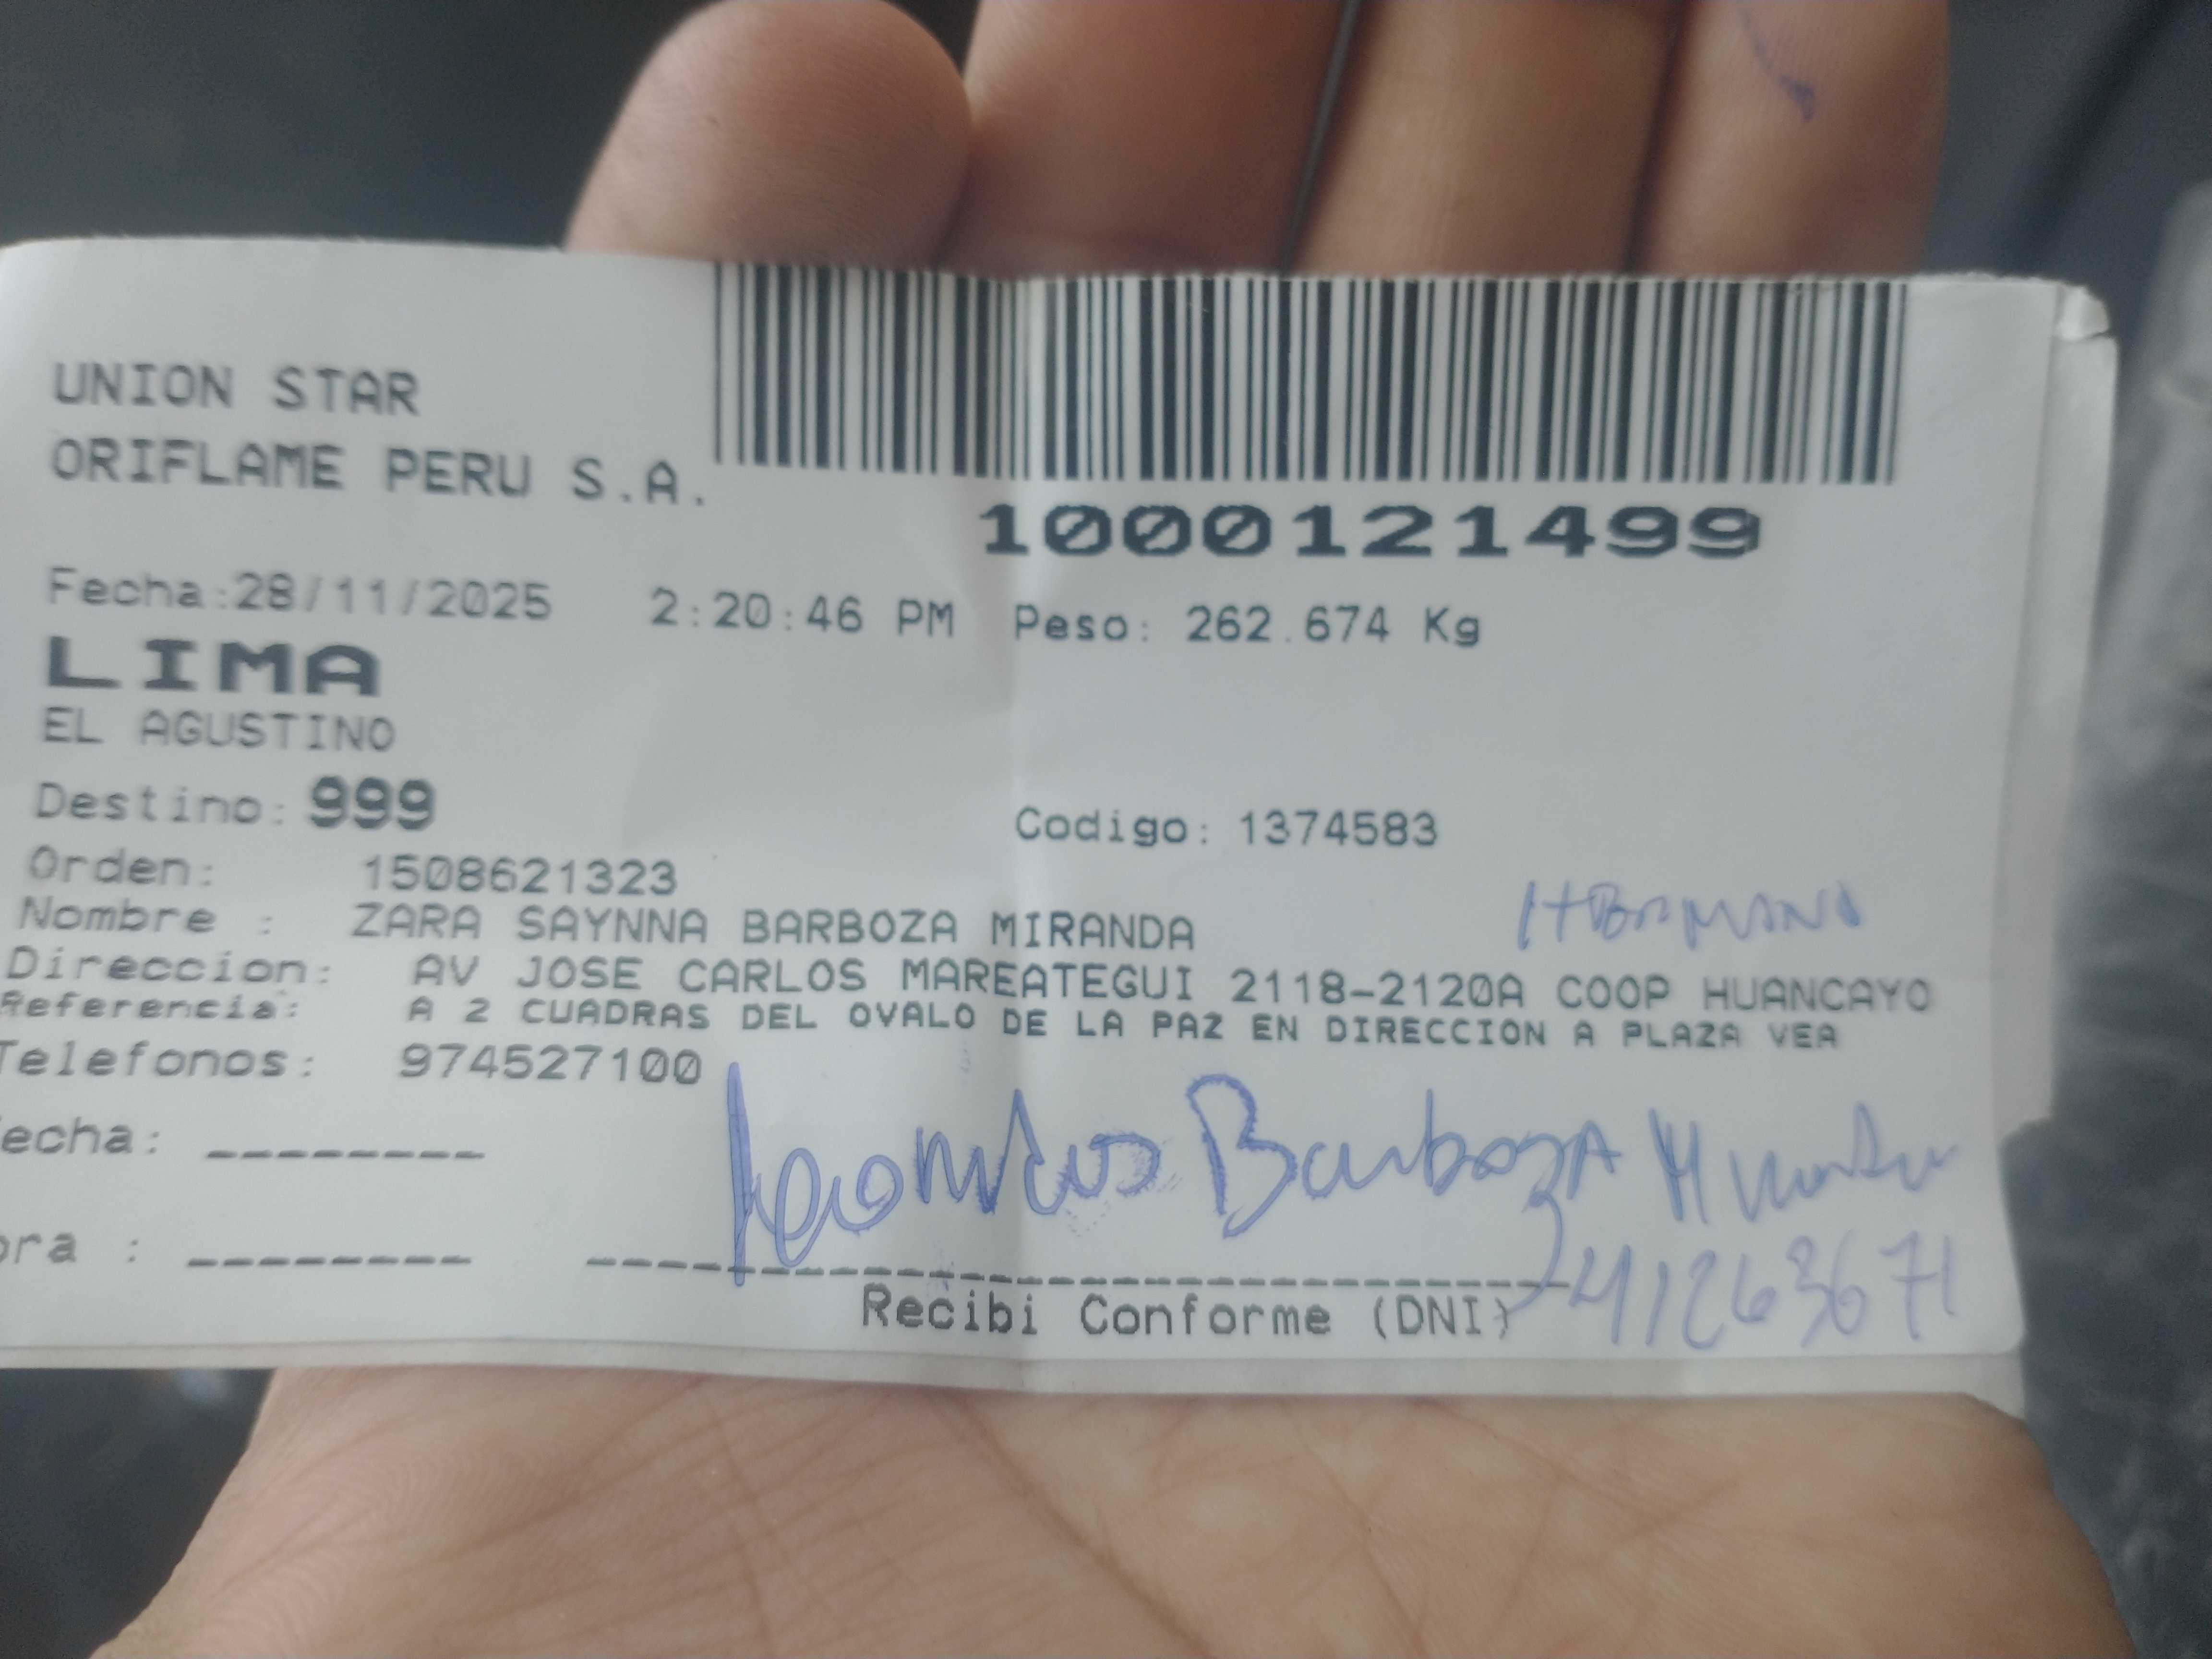 UNION STAR
ORIFLAME PERU S.A.
1000121499
Fecha:28/11/2025 2:20:46 PM Peso: 262.674 Kg
LIMA
EL AGUSTINO
Destino: 999
Codigo: 1374583
Orden: 1508621323
Nombre : ZARA SAYNNA BARBOZA MIRANDA
HERMANO
Direccion: AV JOSE CARLOS MAREATEGUI 2118-2120A COOP HUANCAYO
Referencia: A 2 CUADRAS DEL OVALO DE LA PAZ EN DIRECCION A PLAZA VEA
Telefonos: 974527100
echa: ________
Barboza
ora : ________
41263671
Recibi Conforme (DNI)